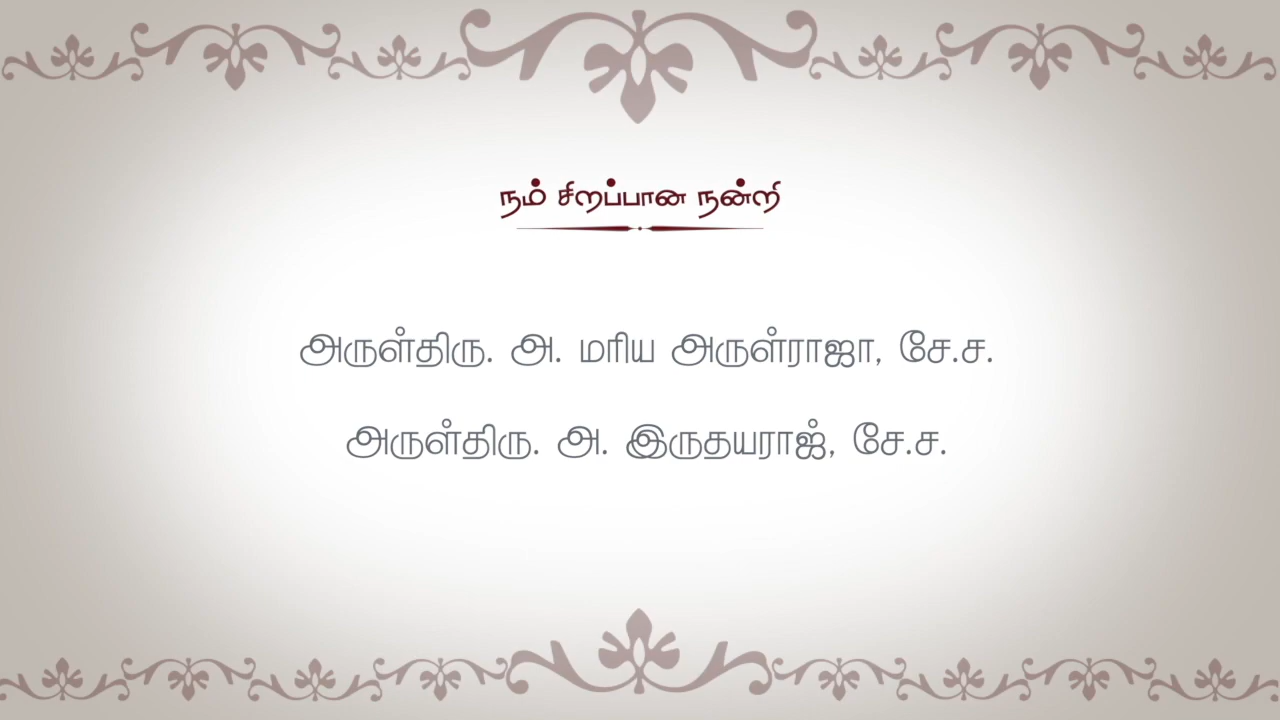 நம் சிறப்பான நன்றி
அருள்திரு. அ. மரிய அருள்ராஜா, சே.ச.
அருள்திரு. அ. இருதயராஜ், சே.ச.